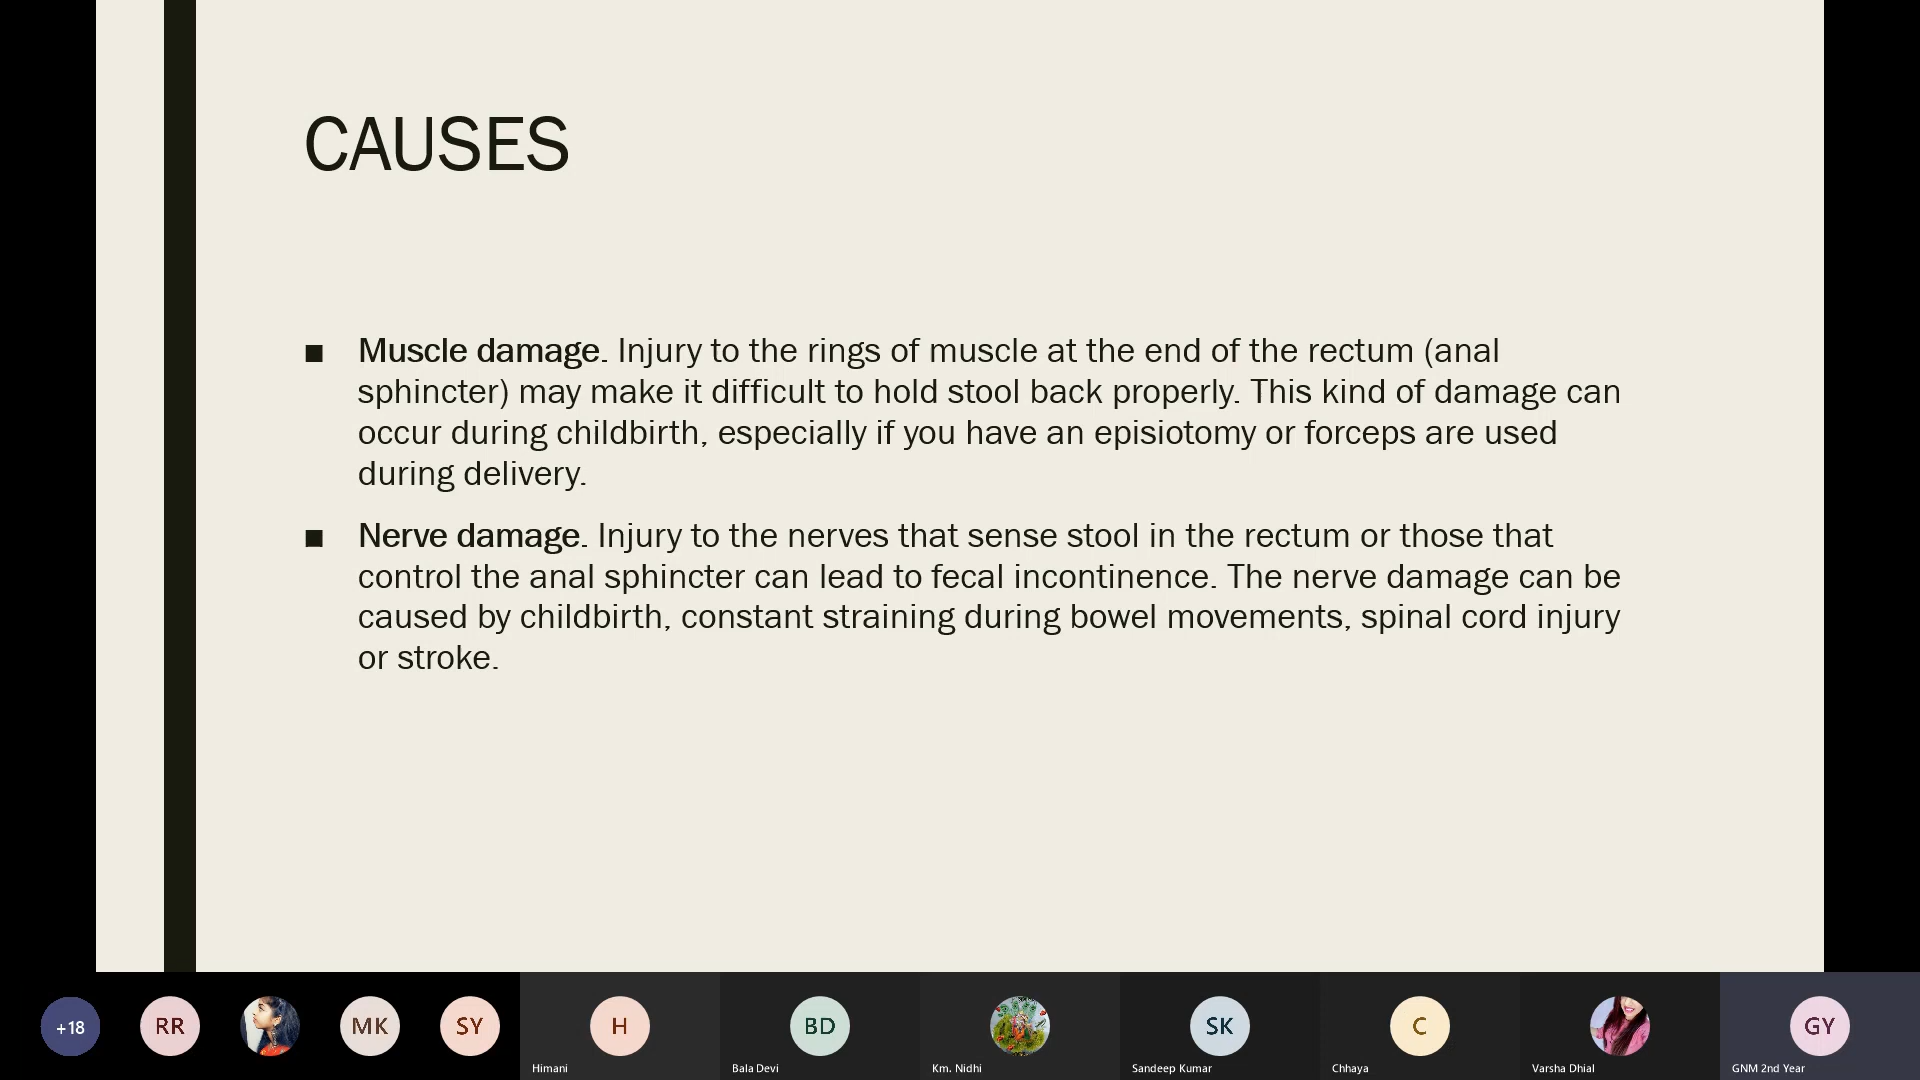 CAUSES
■ Muscle damage. Injury to the rings of muscle at the end of the rectum (anal
sphincter) may make it difficult to hold stool back properly. This kind of damage can
occur during childbirth, especially if you have an episiotomy or forceps are used
during delivery.
■ Nerve damage. Injury to the nerves that sense stool in the rectum or those that
control the anal sphincter can lead to fecal incontinence. The nerve damage can be
caused by childbirth, constant straining during bowel movements, spinal cord injury
or stroke.
+18
RR
MK
SY
H
Himani
BD
Bala Devi
Km. Nidhi
SK
Sandeep Kumar
C
Chhaya
Varsha Dhial
GY
GNM 2nd Year